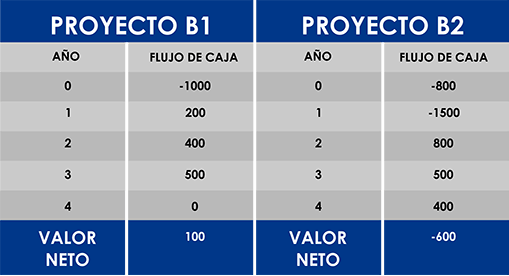 PROYECTO B1 PROYECTO B2
AÑO FLUJO DE CAJA AÑO FLUJO DE CAJA
0 -1000 0 -800
1 200 1 -1500
2 400 2 800
3 500 3 500
4 0 4 400
VALOR NETO 100 VALOR NETO -600